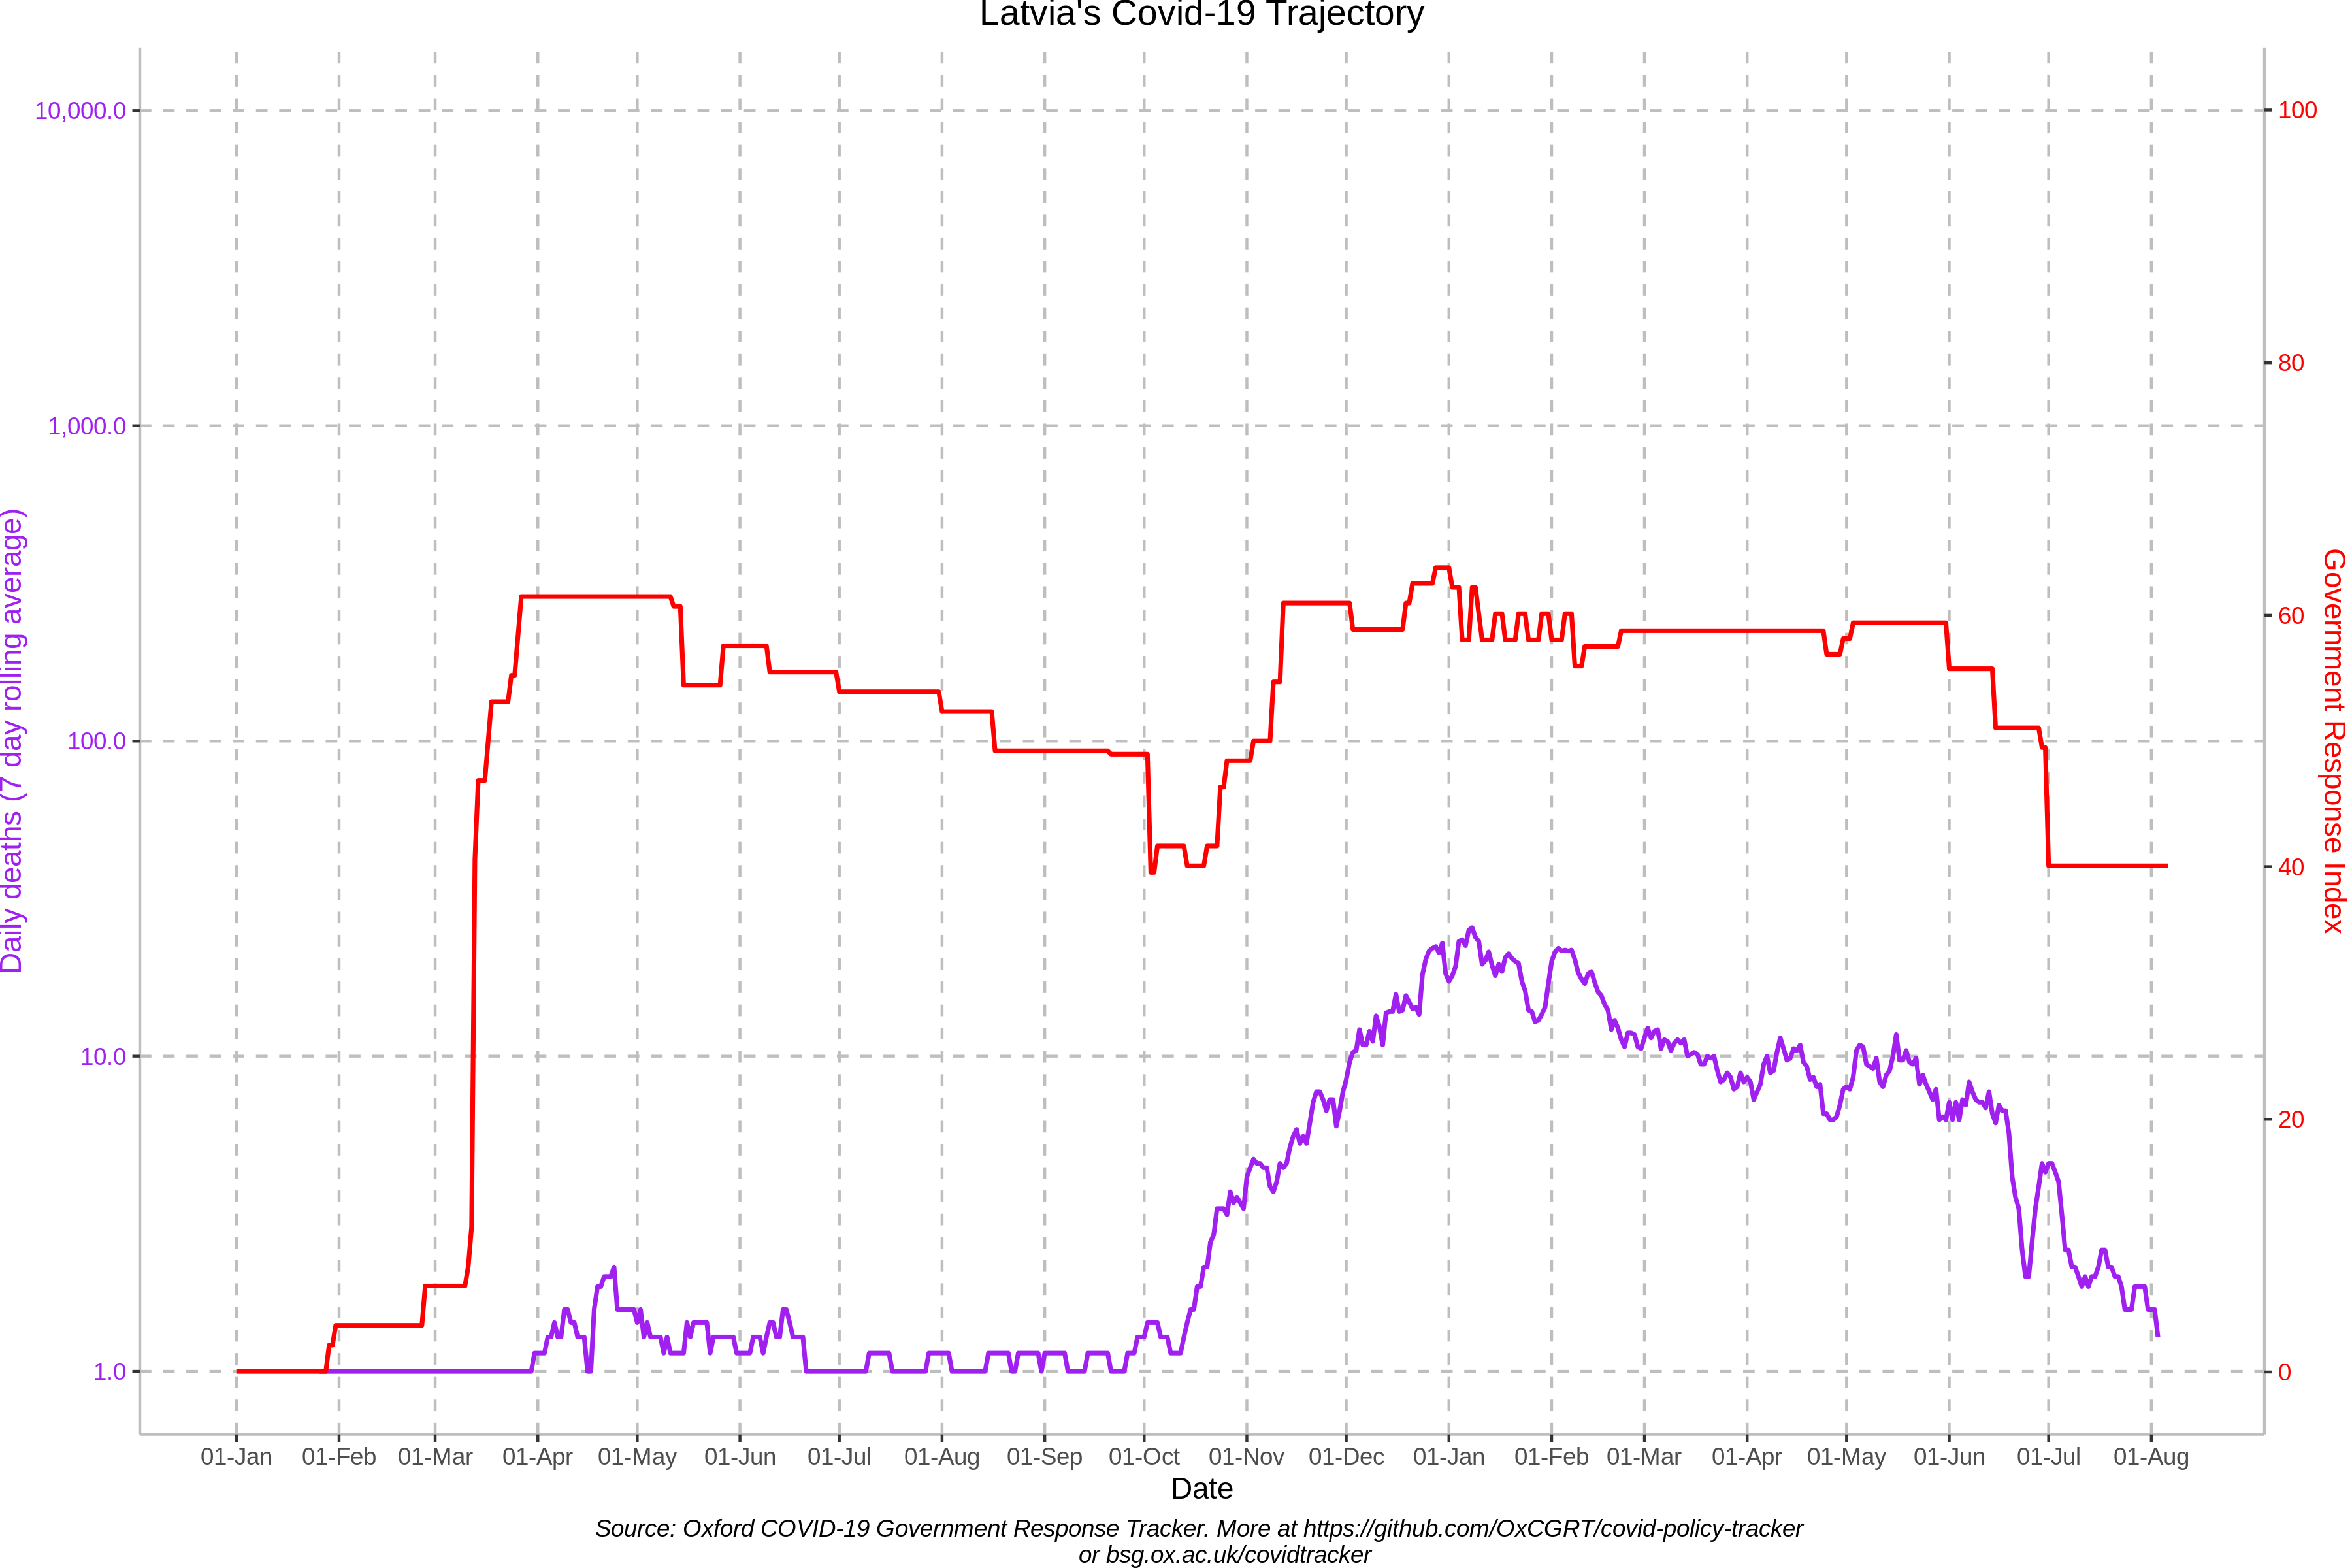 Latvia's Covid-19 Trajectory
10,000.0
1,000.0
100.0
10.0
1.0
Daily deaths (7 day rolling average)
100
80
60
40
20
0
Government Response Index
01-Jan 01-Feb 01-Mar 01-Apr 01-May 01-Jun 01-Jul 01-Aug 01-Sep 01-Oct 01-Nov 01-Dec 01-Jan 01-Feb 01-Mar 01-Apr 01-May 01-Jun 01-Jul 01-Aug
Date
Source: Oxford COVID-19 Government Response Tracker. More at https://github.com/OxCGRT/covid-policy-tracker
or bsg.ox.ac.uk/covidtracker